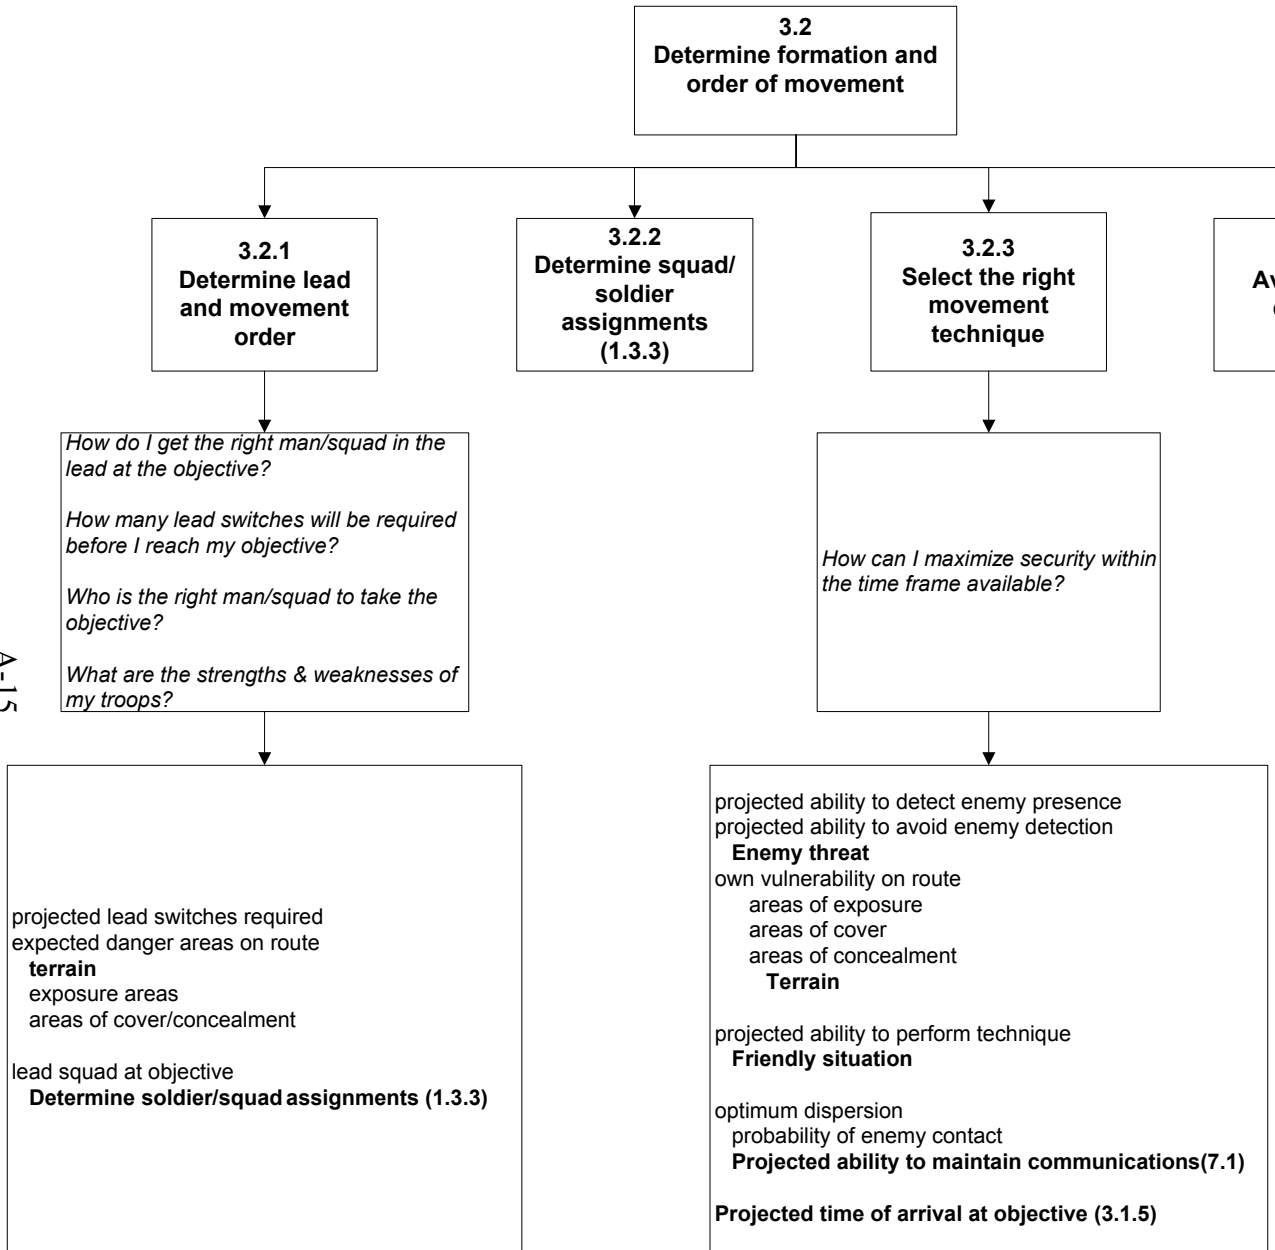 3.2
Determine formation and
order of movement
3.2.1
Determine lead
and movement
order
3.2.2
Determine squad/
soldier
assignments
(1.3.3)
3.2.3
Select the right
movement
technique
How do I get the right man/squad in the
lead at the objective?
How many lead switches will be required
before I reach my objective?
Who is the right man/squad to take the
objective?
What are the strengths & weaknesses of
my troops?
How can I maximize security within
the time frame available?
A-15
projected lead switches required
expected danger areas on route
terrain
exposure areas
areas of cover/concealment
lead squad at objective
Determine soldier/squad assignments (1.3.3)
projected ability to detect enemy presence
projected ability to avoid enemy detection
Enemy threat
own vulnerability on route
areas of exposure
areas of cover
areas of concealment
Terrain
projected ability to perform technique
Friendly situation
optimum dispersion
probability of enemy contact
Projected ability to maintain communications(7.1)
Projected time of arrival at objective (3.1.5)